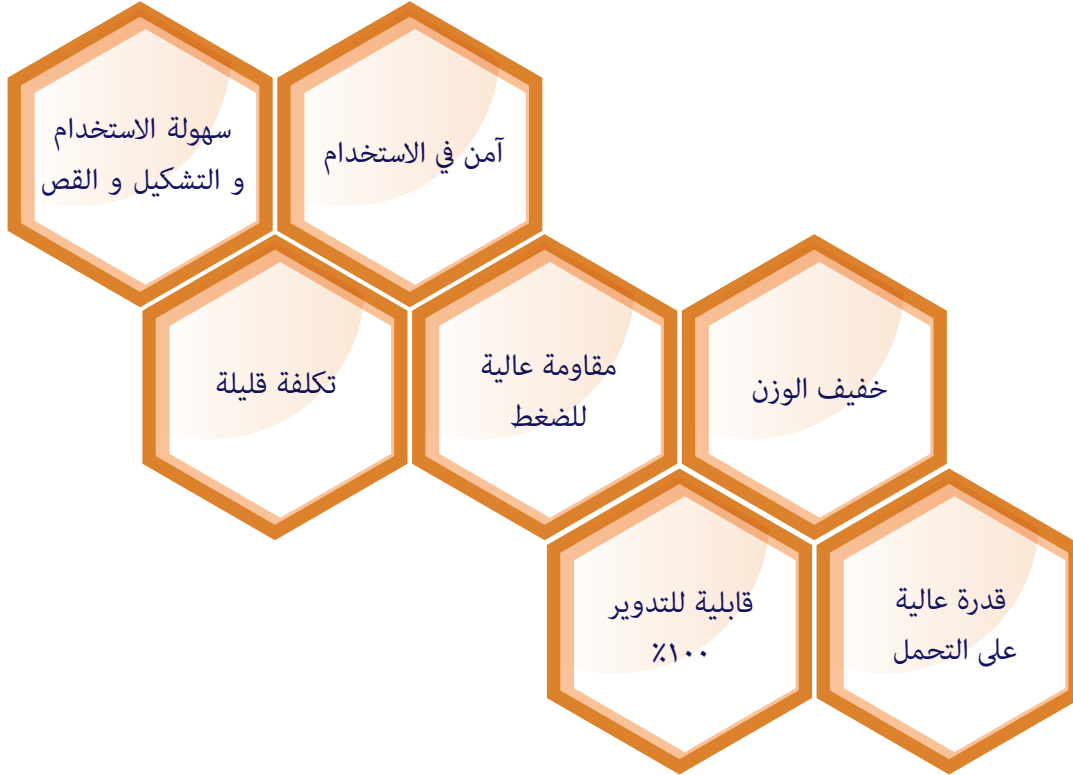 آمن في الاستخدام
سهولة الاستخدام
و التشكيل و القص
خفيف الوزن
مقاومة عالية
للضغط
تكلفة قليلة
قدرة عالية
على التحمل
قابلية للتدوير
١٠٠٪